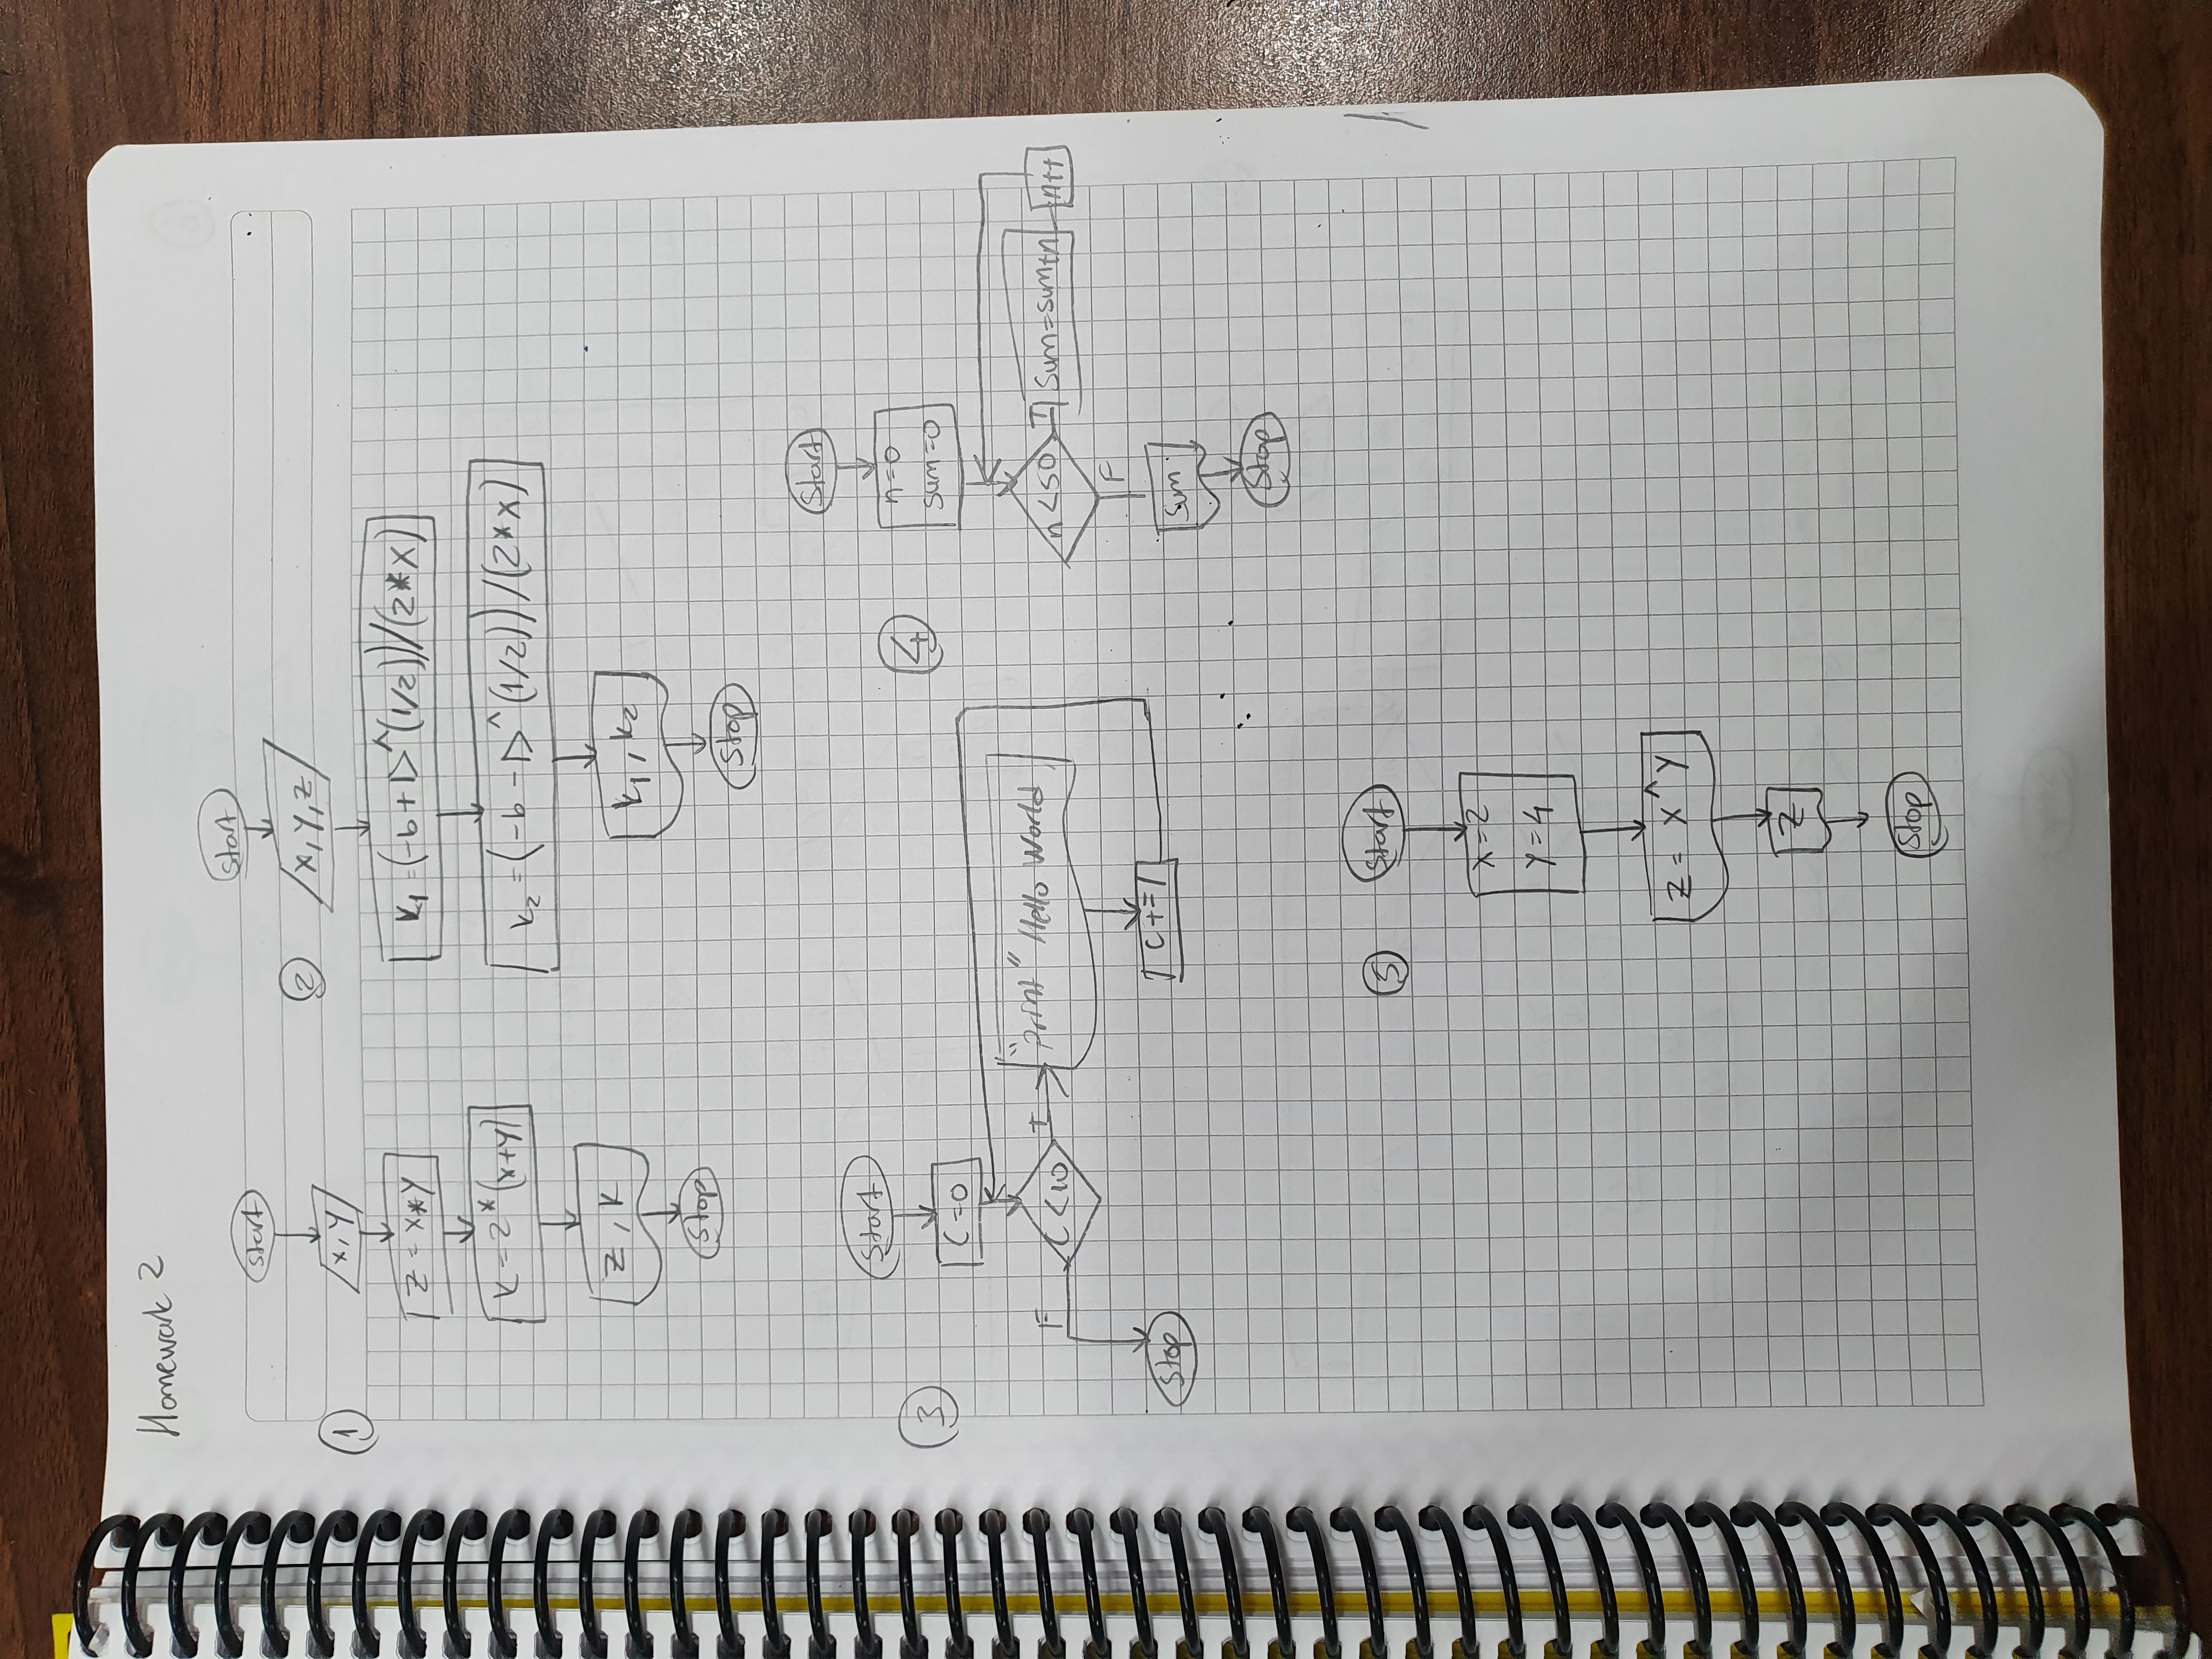 Homework 2
①
start
x, y
z = x*y
k = 2*(x+y)
z, k
stop
②
start
x, y, z
k₁ = (-b+▷^(1/2))/(2*x)
k₂ = (-b-▷^(1/2))/(2*x)
k₁, k₂
stop
③
start
C=0
C<10
F
T
"print" Hello World
C+=1
stop
④
start
n=0
sum=0
n<50
T
sum=sum+n
n++
F
sum
stop
⑤
start
x=2
y=4
z = x^y
z
stop